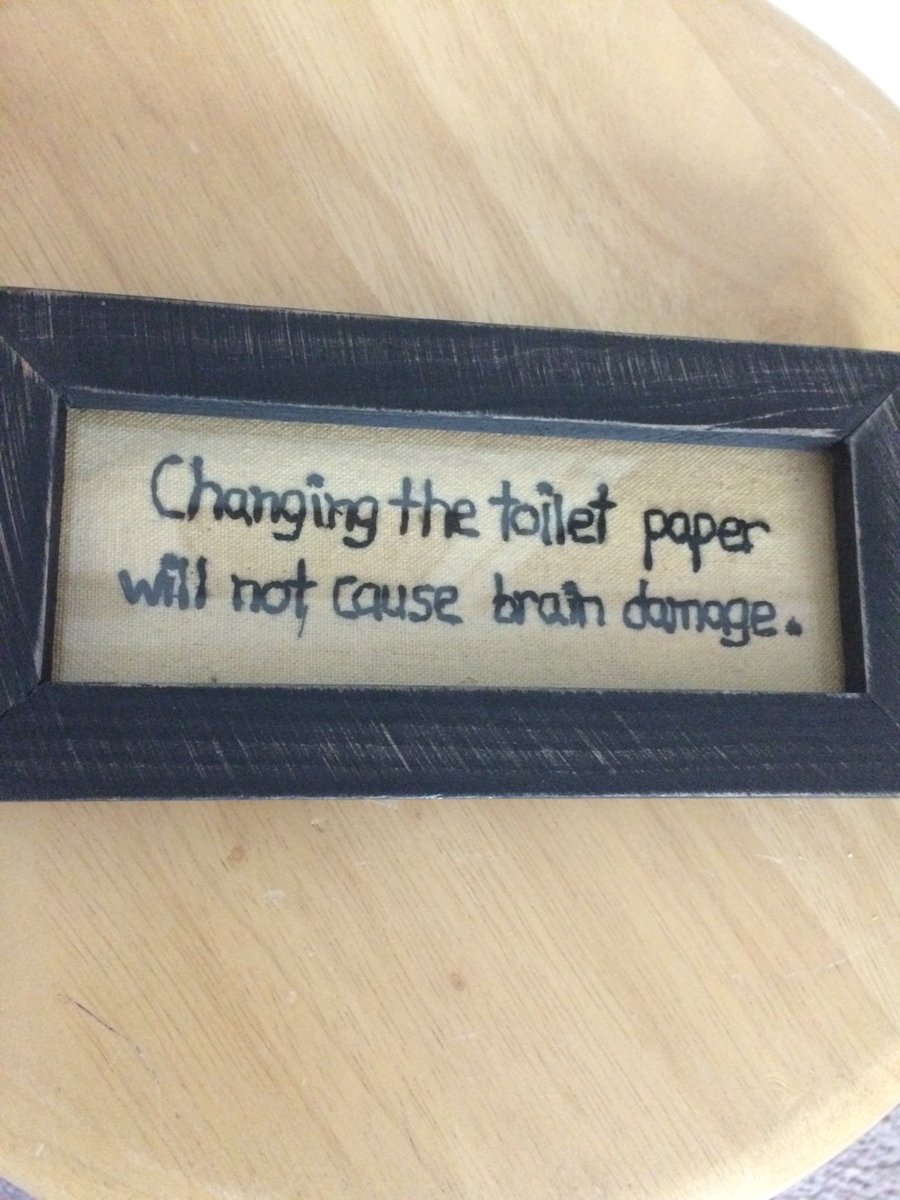 Changing the toilet paper
will not cause brain damage.